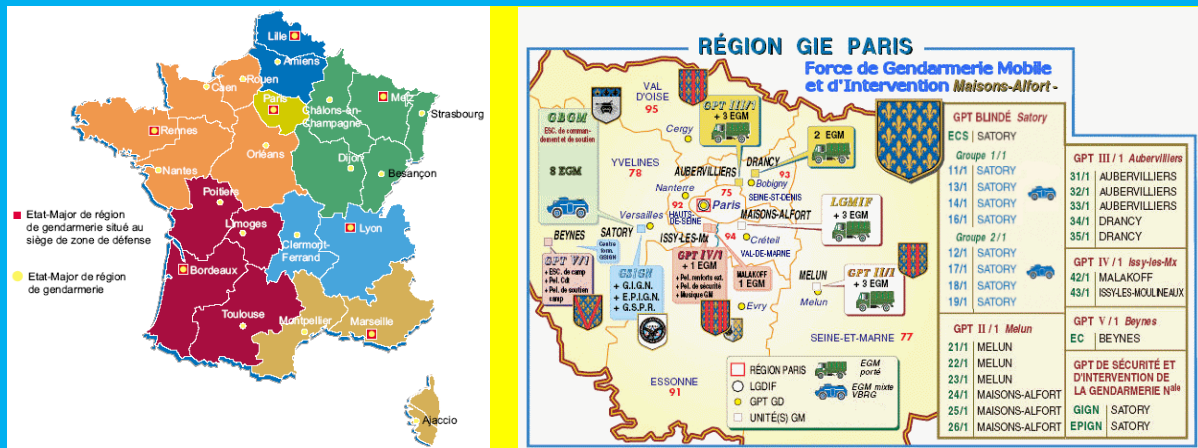 Lille
Amiens
Rouen
Caen
Paris
Châlons-en-
Champagne
Metz
Strasbourg
Rennes
Orléans
Nantes
Dijon
Besançon
Poitiers
Limoges
Clermont-
Ferrand
Lyon
Bordeaux
Toulouse
Montpellier
Marseille
Ajaccio
Etat-Major de région
de gendarmerie situé au
siège de zone de défense
Etat-Major de région
de gendarmerie
RÉGION GIE PARIS
Force de Gendarmerie Mobile
et d'Intervention Maisons-Alfort -
VAL
D'OISE
95
GPT III/1
+ 3 EGM
2 EGM
GBGM
ESC. de comman-
dement et de soutien
8 EGM
Cergy
YVELINES
78
AUBERVILLIERS
DRANCY
93
Bobigny
SEINE-ST-DENIS
Nanterre
92
75
Paris
HAUTS-
DE-SEINE
Versailles
MAISONS-ALFORT
LGMIF
+ 3 EGM
BEYNES
SATORY
ISSY-LES-Mx
94
Créteil
VAL-DE-MARNE
GPT V/1
+ ESC. de camp
+ Pel. Cdt
+ Pel. de soutien
camp
GSIGN
+ G.I.G.N.
+ E.P.I.G.N.
+ G.S.P.R.
GPT IV/1
+ 1 EGM
+ Pel. renforts est.
+ Pel. de sécurité
+ Musique GM
MALAKOFF
1 EGM
MELUN
Melun
GPT II/1
+ 3 EGM
Evry
SEINE-ET-MARNE 77
ESSONNE
91
RÉGION PARIS
LGDIF
GPT GD
UNITÉ(S) GM
EGM
porté
EGM mixte
VBRG
GPT BLINDÉ Satory
ECS SATORY
Groupe 1/1
11/1 SATORY
13/1 SATORY
14/1 SATORY
16/1 SATORY
Groupe 2/1
12/1 SATORY
17/1 SATORY
18/1 SATORY
19/1 SATORY
GPT II / 1 Melun
21/1 MELUN
22/1 MELUN
23/1 MELUN
24/1 MAISONS-ALFORT
25/1 MAISONS-ALFORT
26/1 MAISONS-ALFORT
GPT III / 1 Aubervilliers
31/1 AUBERVILLIERS
32/1 AUBERVILLIERS
33/1 AUBERVILLIERS
34/1 DRANCY
35/1 DRANCY
GPT IV / 1 Issy-les-Mx
42/1 MALAKOFF
43/1 ISSY-LES-MOULINEAUX
GPT V / 1 Beynes
EC BEYNES
GPT DE SÉCURITÉ ET
D'INTERVENTION DE
LA GENDARMERIE Nale
GIGN SATORY
EPIGN SATORY